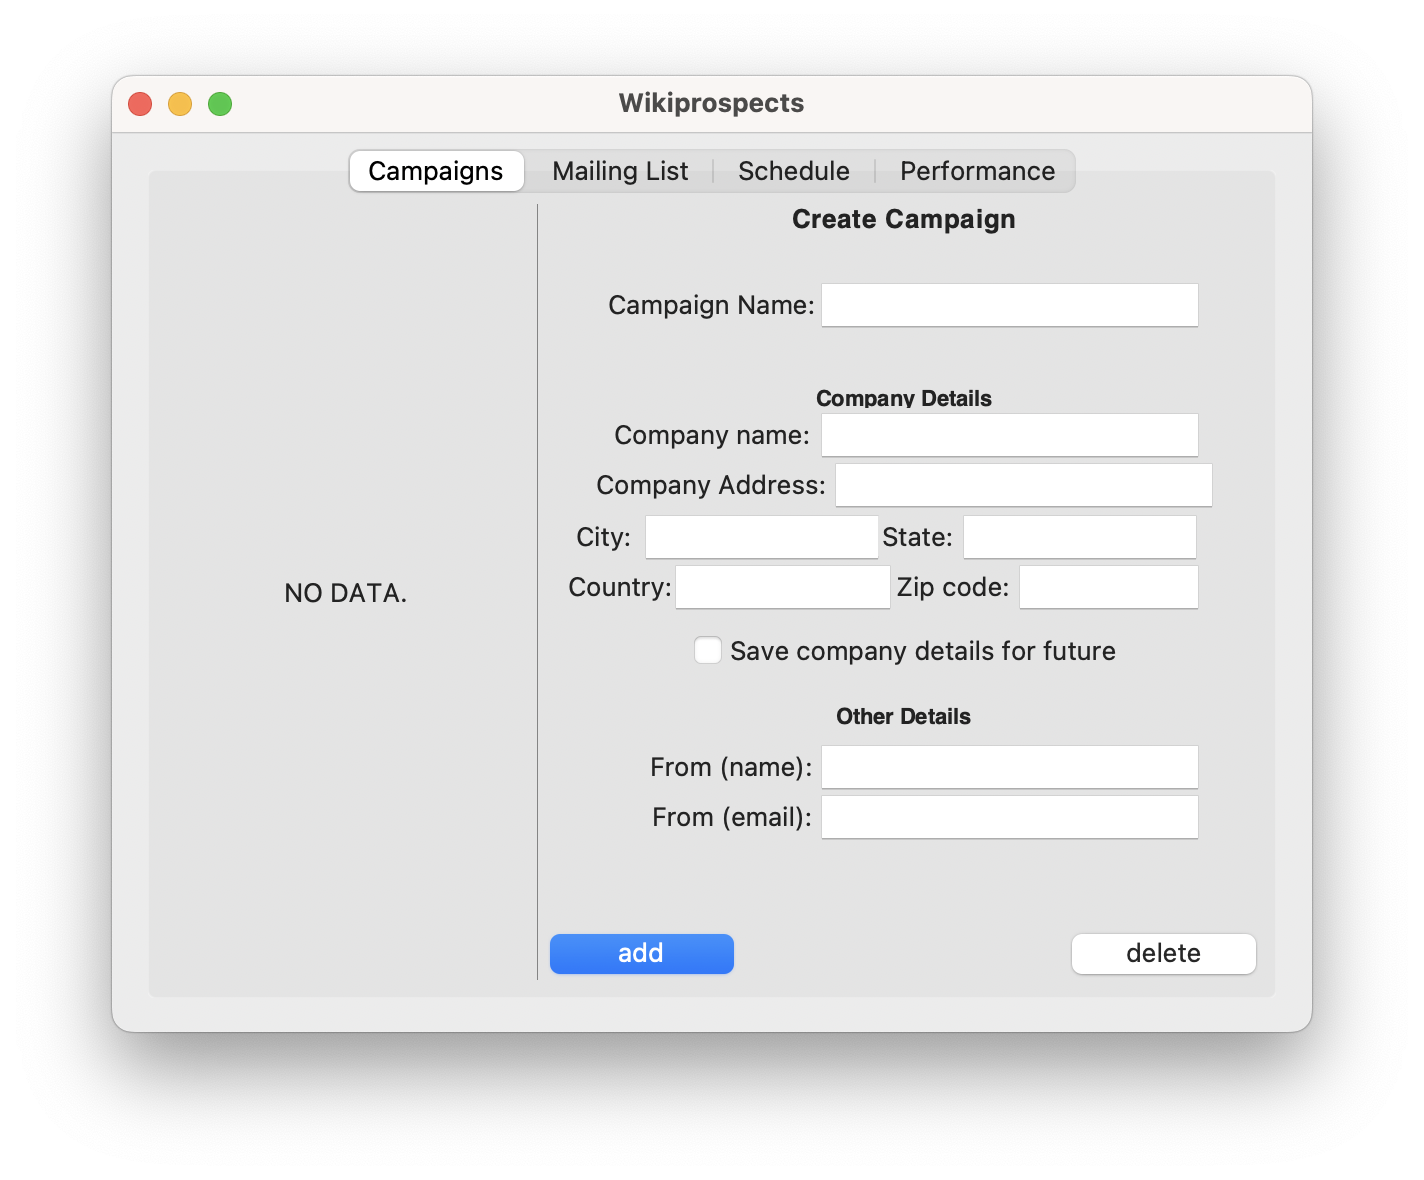 Wikiprospects
Campaigns Mailing List Schedule Performance
Create Campaign
Campaign Name:
Company Details
Company name:
Company Address:
City: State:
Country: Zip code:
NO DATA.
Save company details for future
Other Details
From (name):
From (email):
add delete